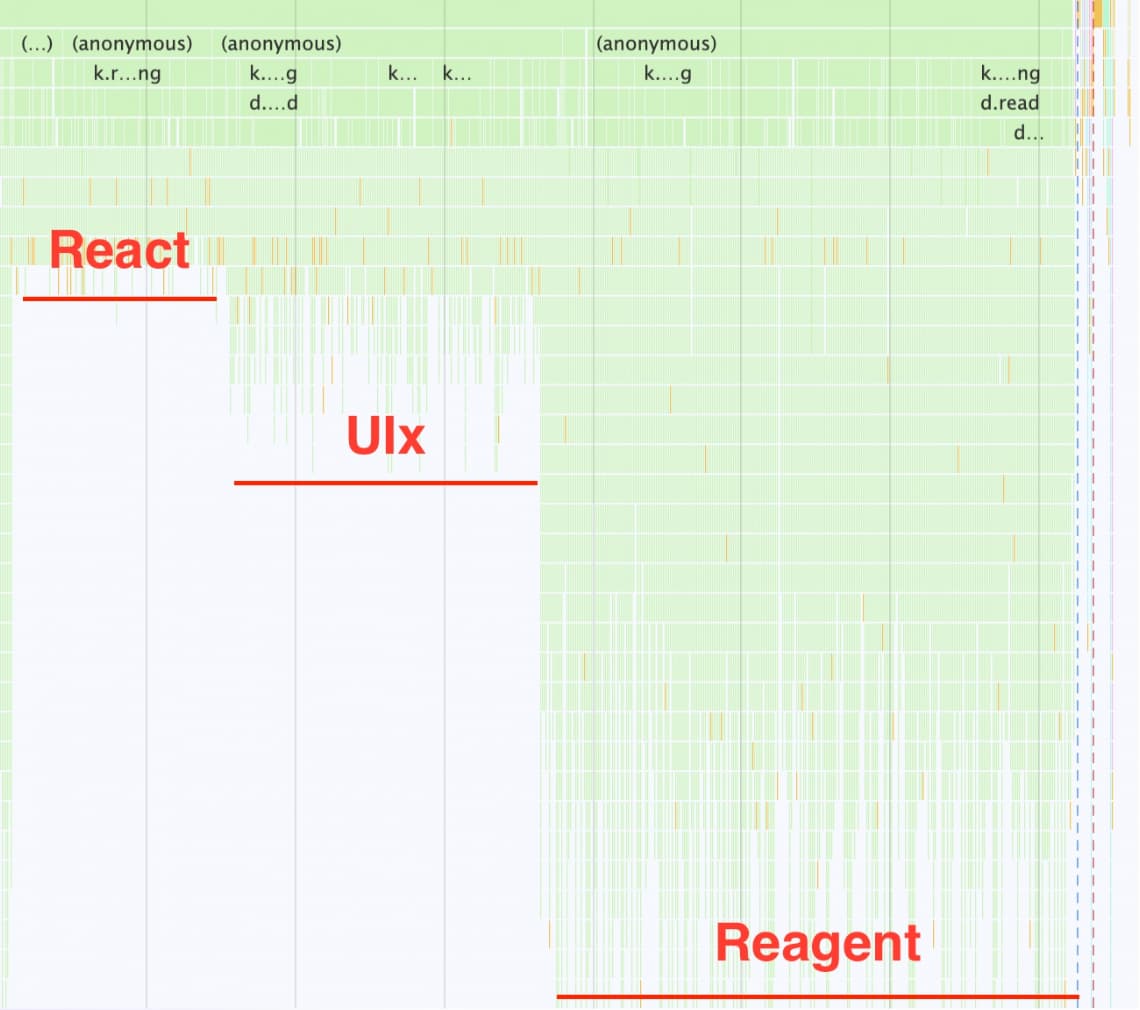 (...) (anonymous) (anonymous) (anonymous)
k.r...ng k....g k... k... k....g k....ng
d....d d.read
d...
React
UIx
Reagent